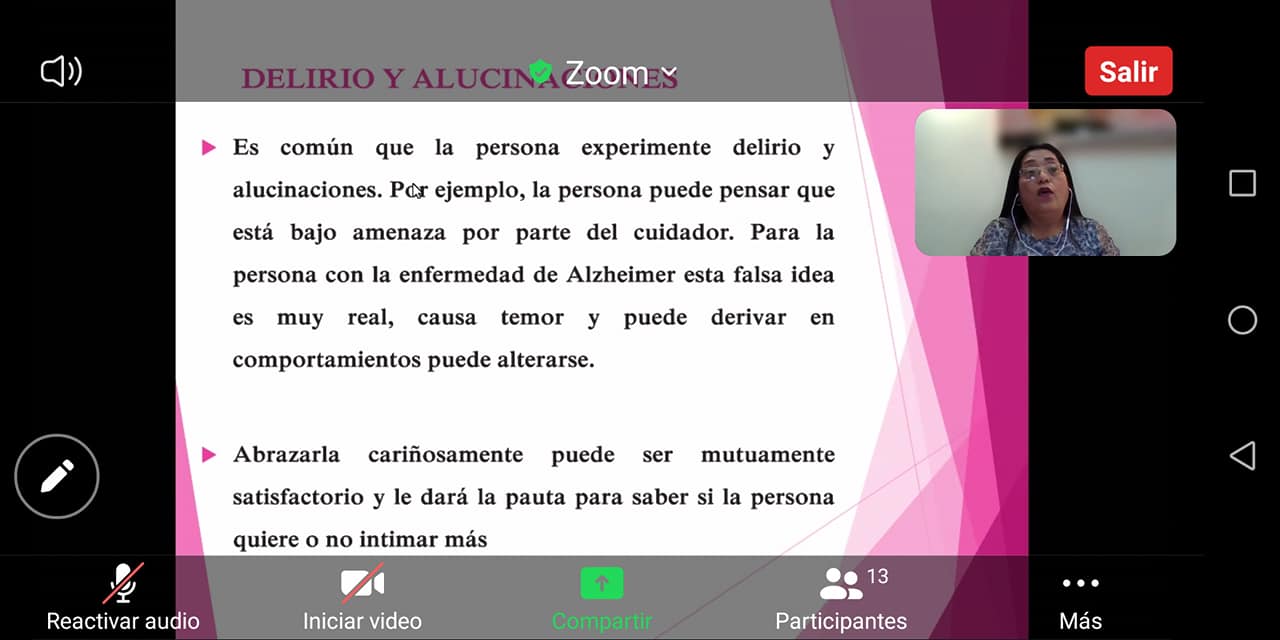 Zoom
Salir
DELIRIO Y ALUCINACIONES
Es común que la persona experimente delirio y
alucinaciones. Por ejemplo, la persona puede pensar que
está bajo amenaza por parte del cuidador. Para la
persona con la enfermedad de Alzheimer esta falsa idea
es muy real, causa temor y puede derivar en
comportamientos puede alterarse.
Abrazarla cariñosamente puede ser mutuamente
satisfactorio y le dará la pauta para saber si la persona
quiere o no intimar más
13
Reactivar audio
Iniciar video
Compartir
Participantes
Más